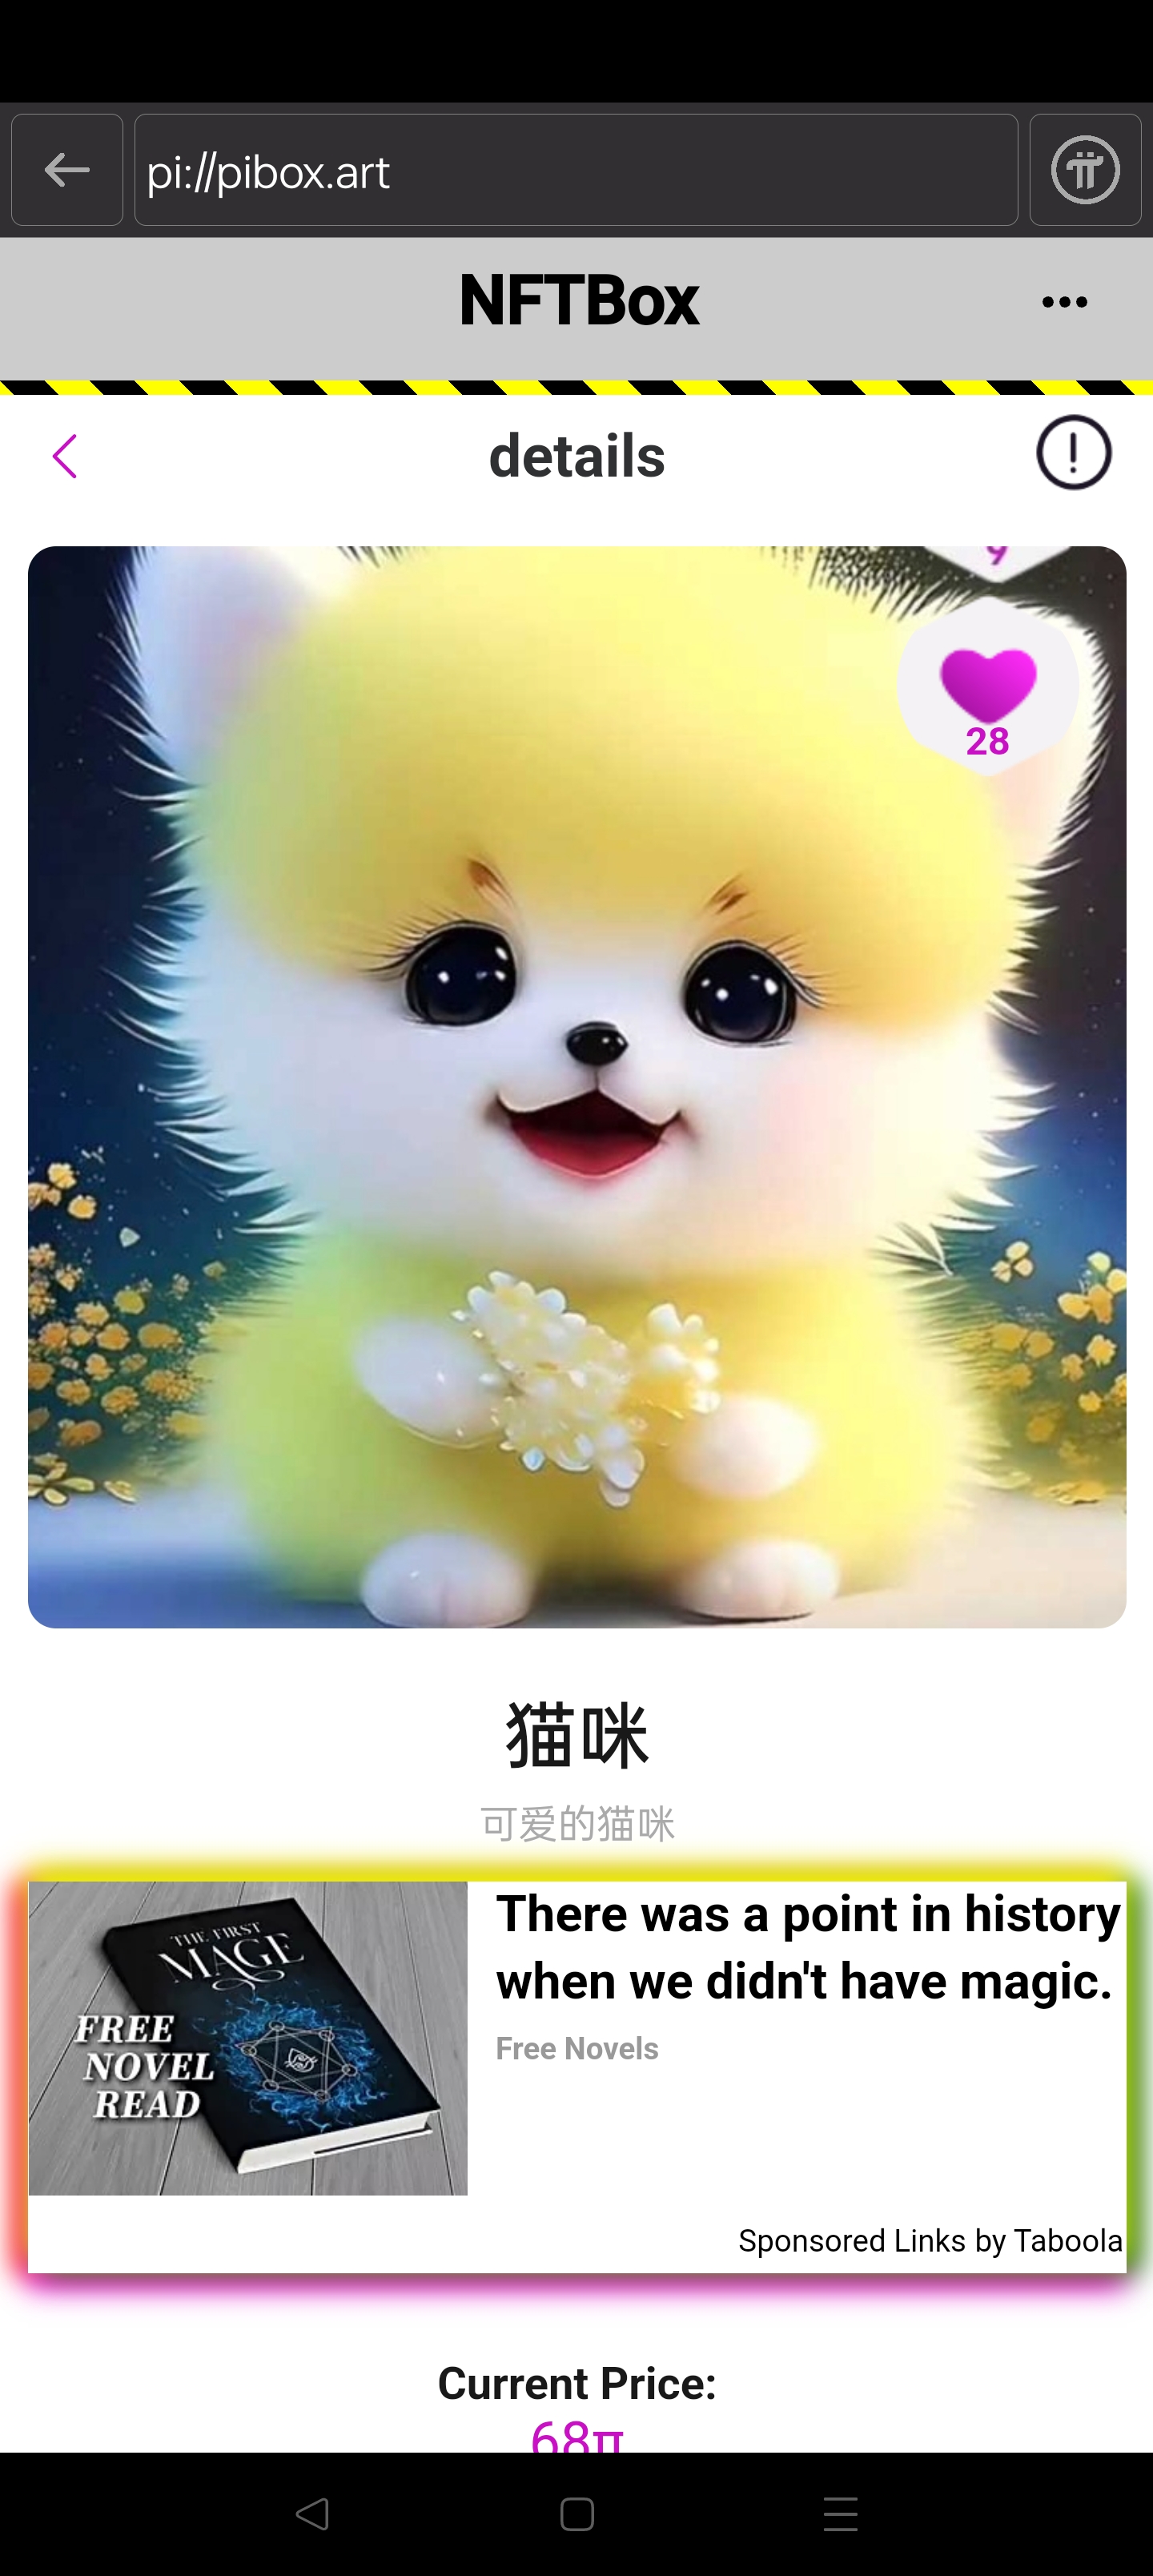 pi://pibox.art
NFTBox
details
9
28
猫咪
可爱的猫咪
THE FIRST
MAGE
FREE
NOVEL
READ
There was a point in history
when we didn't have magic.
Free Novels
Sponsored Links by Taboola
Current Price:
68π